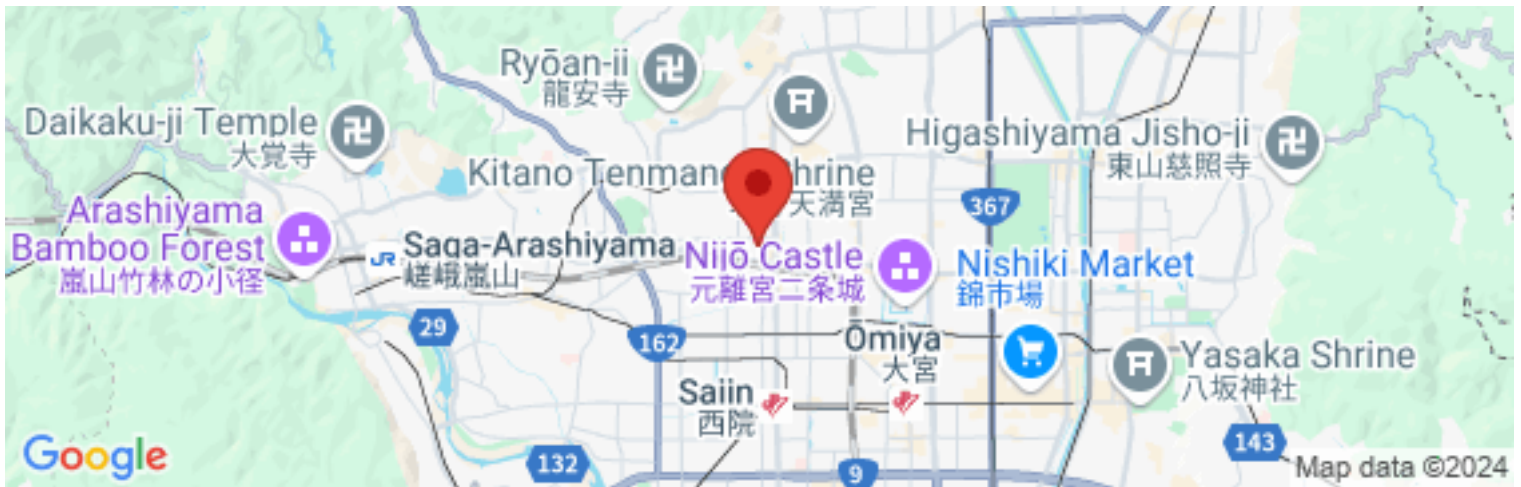 Ryōan-ji
龍安寺
Daikaku-ji Temple
大覚寺
Higashiyama Jisho-ji
東山慈照寺
Kitano Tenmang Shrine
天満宮
367
Arashiyama
Bamboo Forest
嵐山竹林の小径
JR
Saga-Arashiyama
嵯峨嵐山
Nijō Castle
元離宮二条城
Nishiki Market
錦市場
29
162
Ōmiya
大宮
Yasaka Shrine
八坂神社
Saiin
西院
Google
132
9
143
Map data ©2024